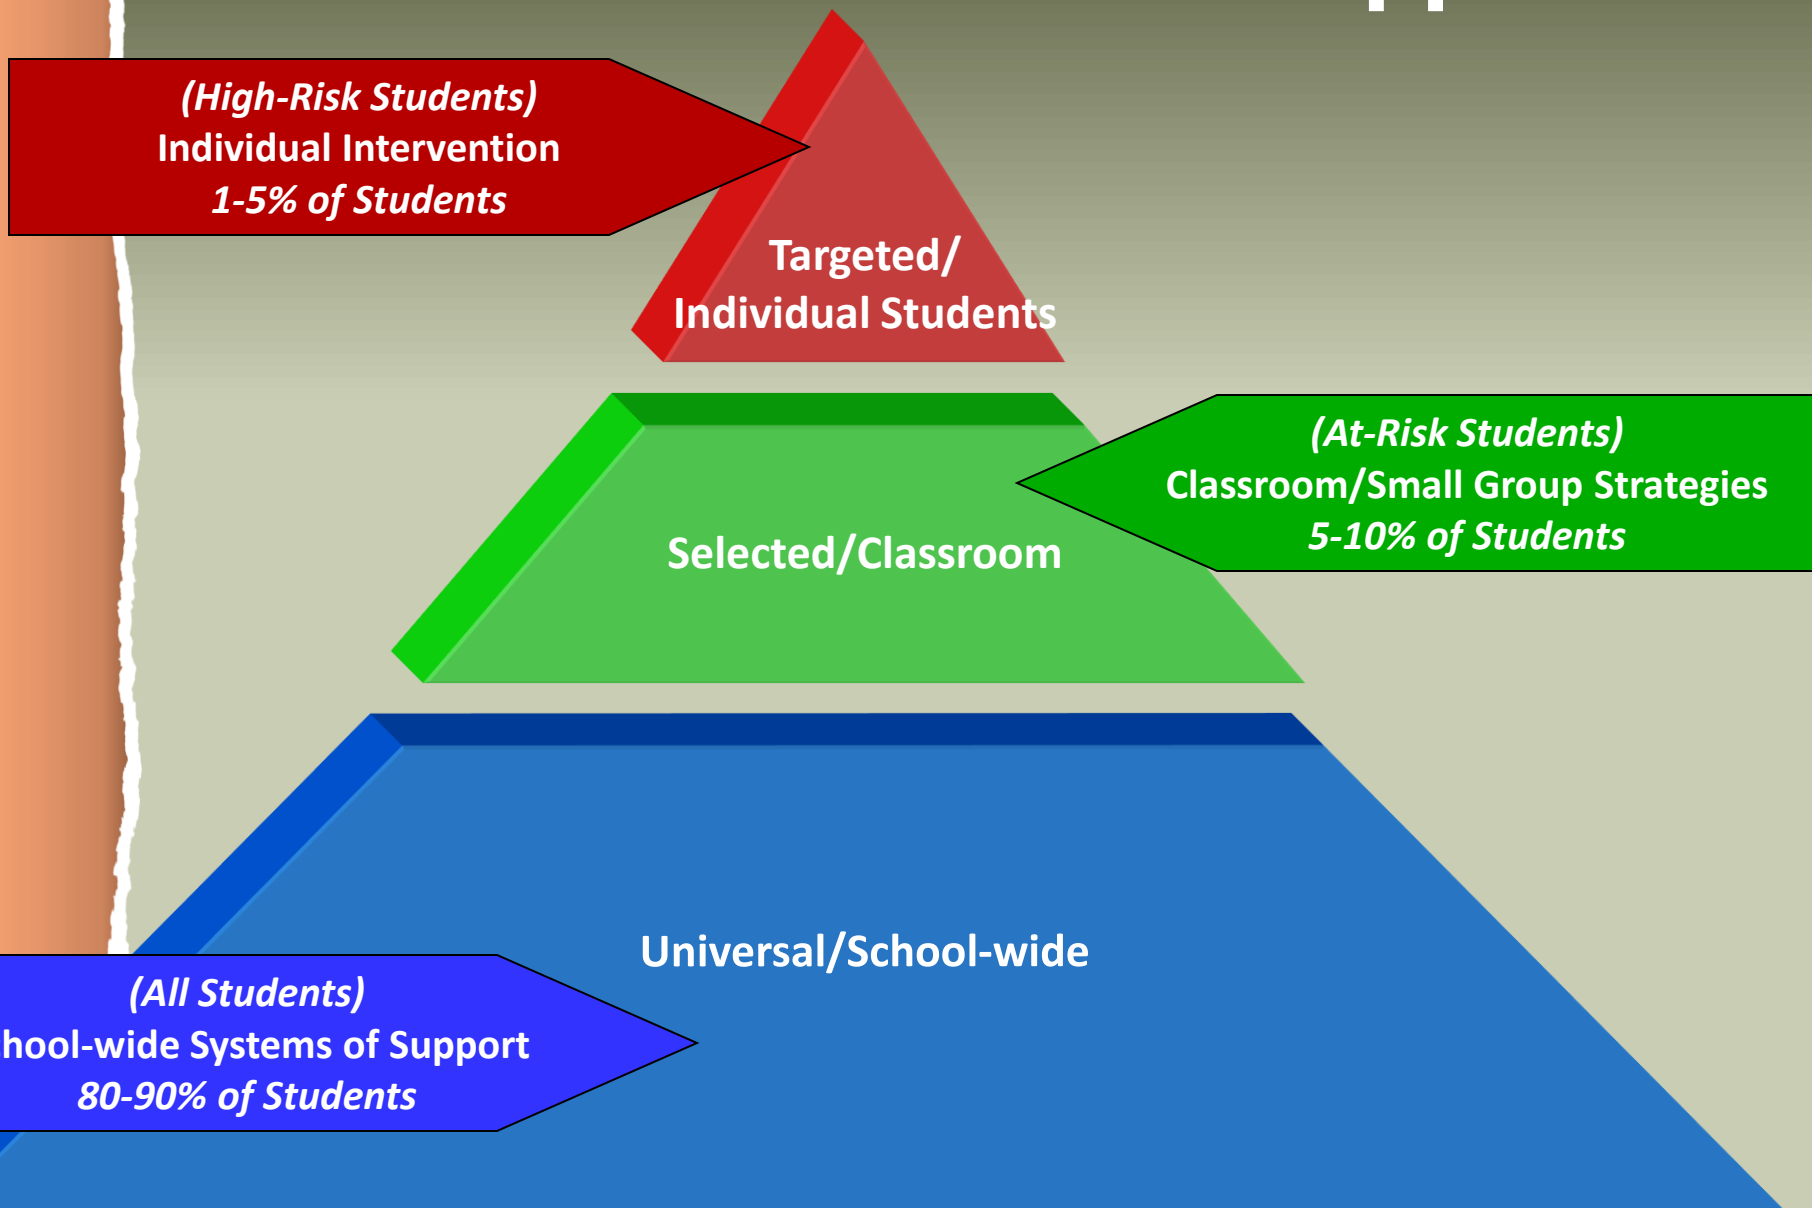 (High-Risk Students)
Individual Intervention
1-5% of Students
Targeted/
Individual Students
(At-Risk Students)
Classroom/Small Group Strategies
5-10% of Students
Selected/Classroom
Universal/School-wide
(All Students)
hool-wide Systems of Support
80-90% of Students